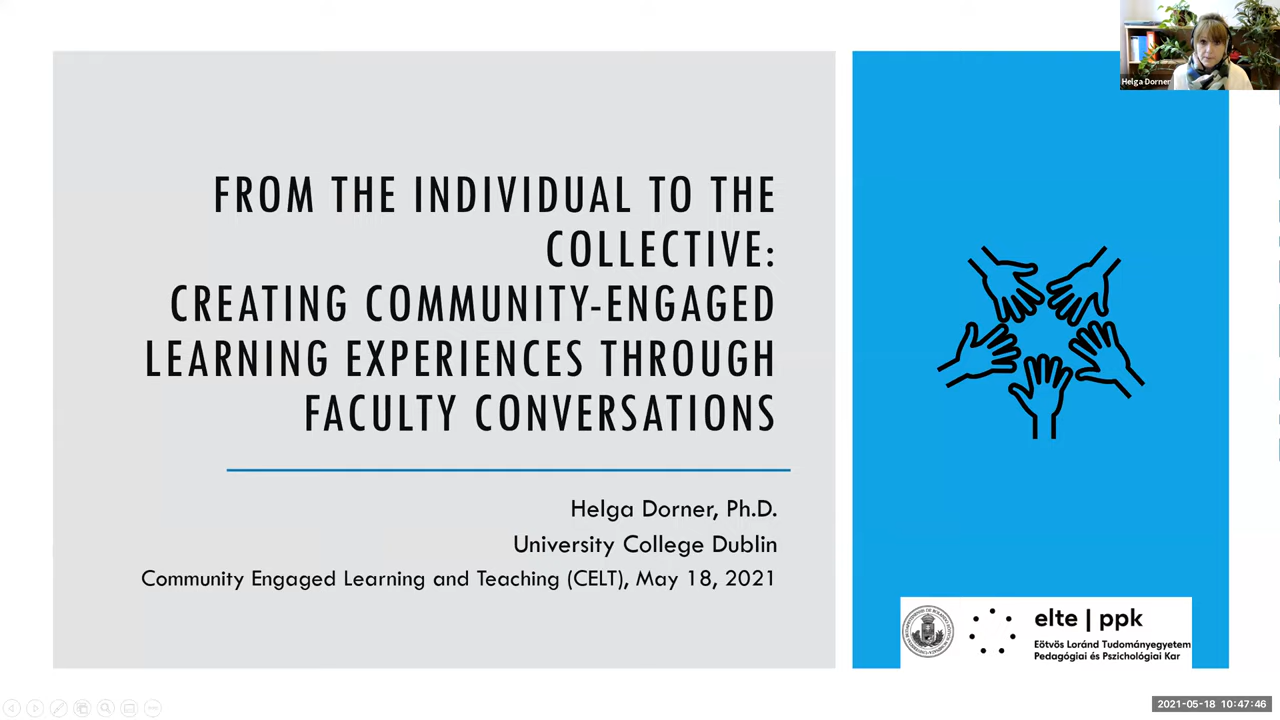 FROM THE INDIVIDUAL TO THE
COLLECTIVE:
CREATING COMMUNITY-ENGAGED
LEARNING EXPERIENCES THROUGH
FACULTY CONVERSATIONS
Helga Dorner, Ph.D.
University College Dublin
Community Engaged Learning and Teaching (CELT), May 18, 2021
Helga Dorner
elte | ppk
Eötvös Loránd Tudományegyetem
Pedagógiai és Pszichológiai Kar
2021-05-18 10:47:46